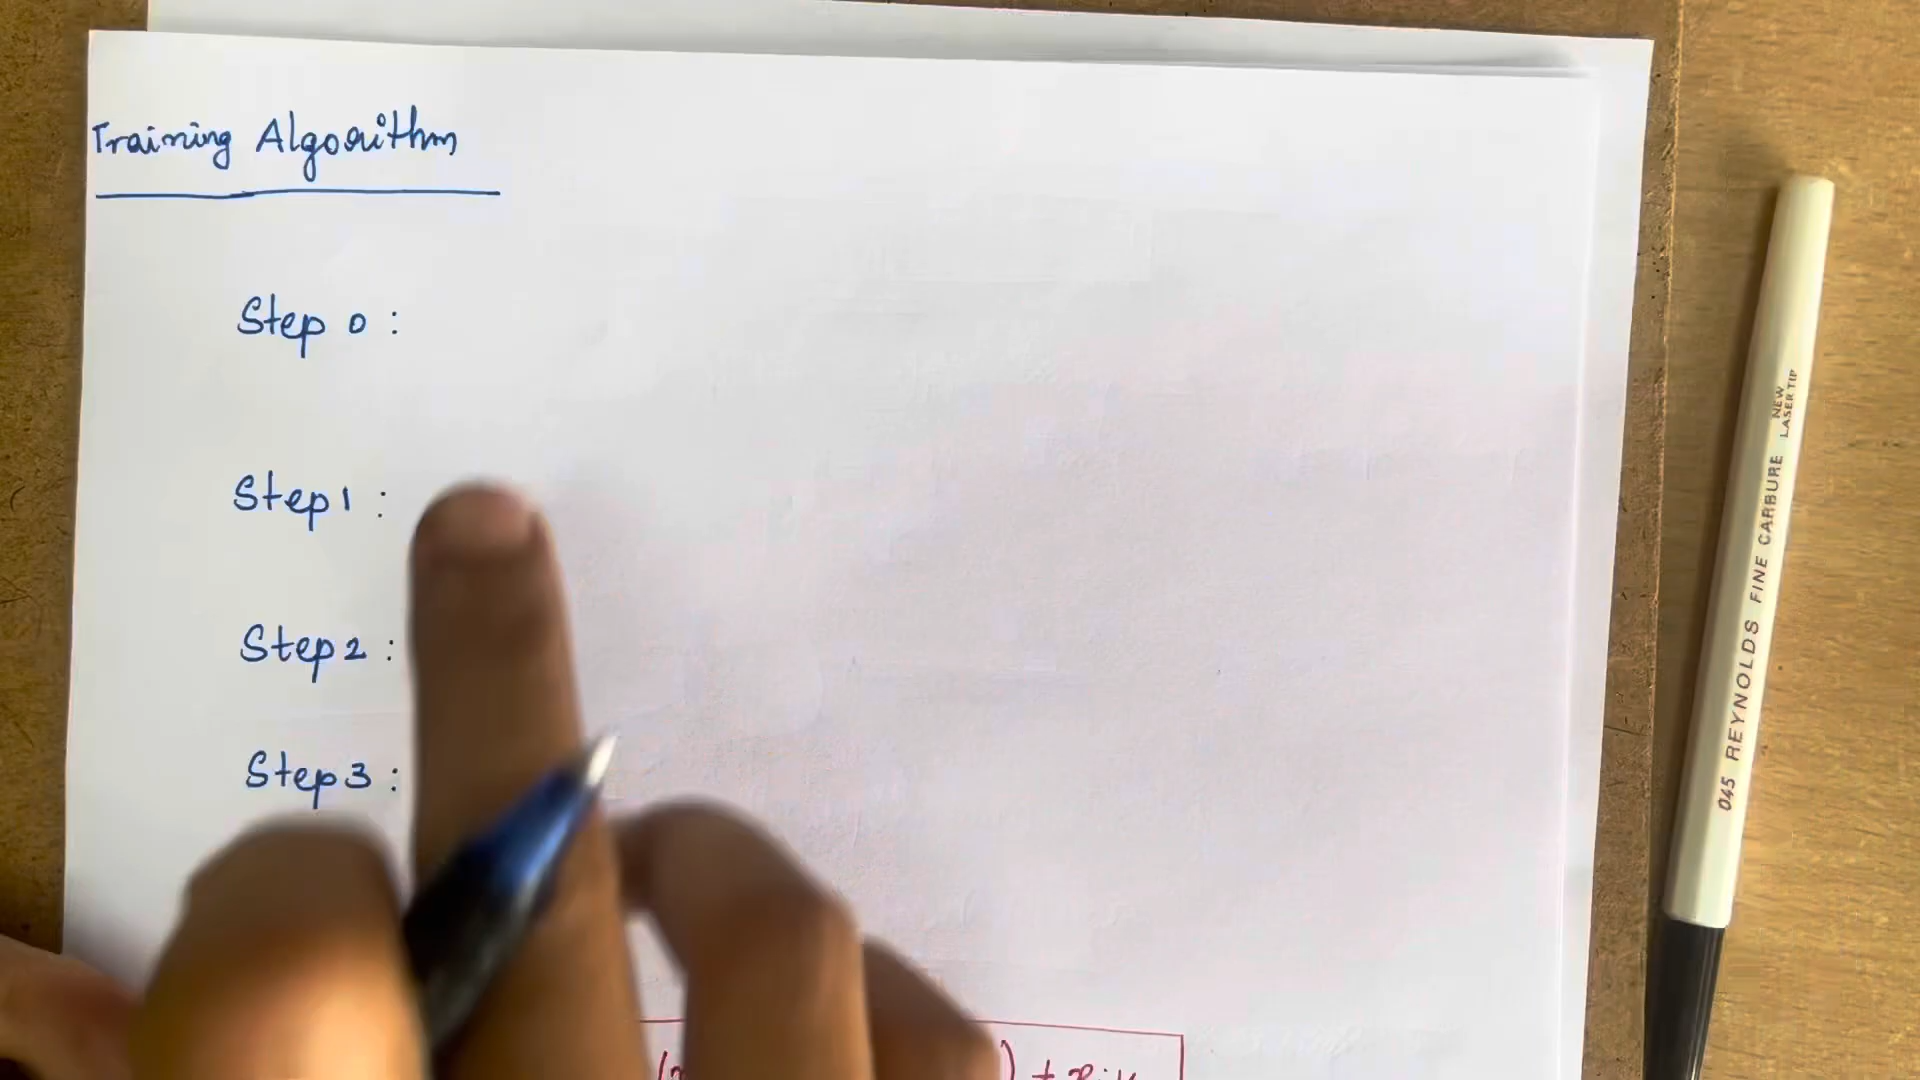 Training Algorithm
Step 0 :
Step 1 :
Step 2 :
Step 3 :
045 REYNOLDS FINE CARBURE NEW
LASER TIP